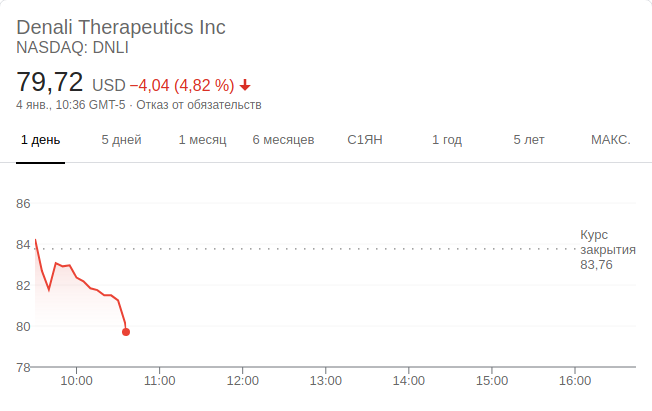 Denali Therapeutics Inc
NASDAQ: DNLI
79,72 USD −4,04 (4,82 %)
4 янв., 10:36 GMT-5 · Отказ от обязательств
1 день 5 дней 1 месяц 6 месяцев С1ЯН 1 год 5 лет МАКС.
86
84
82
80
78
Курс
закрытия
83,76
10:00 11:00 12:00 13:00 14:00 15:00 16:00